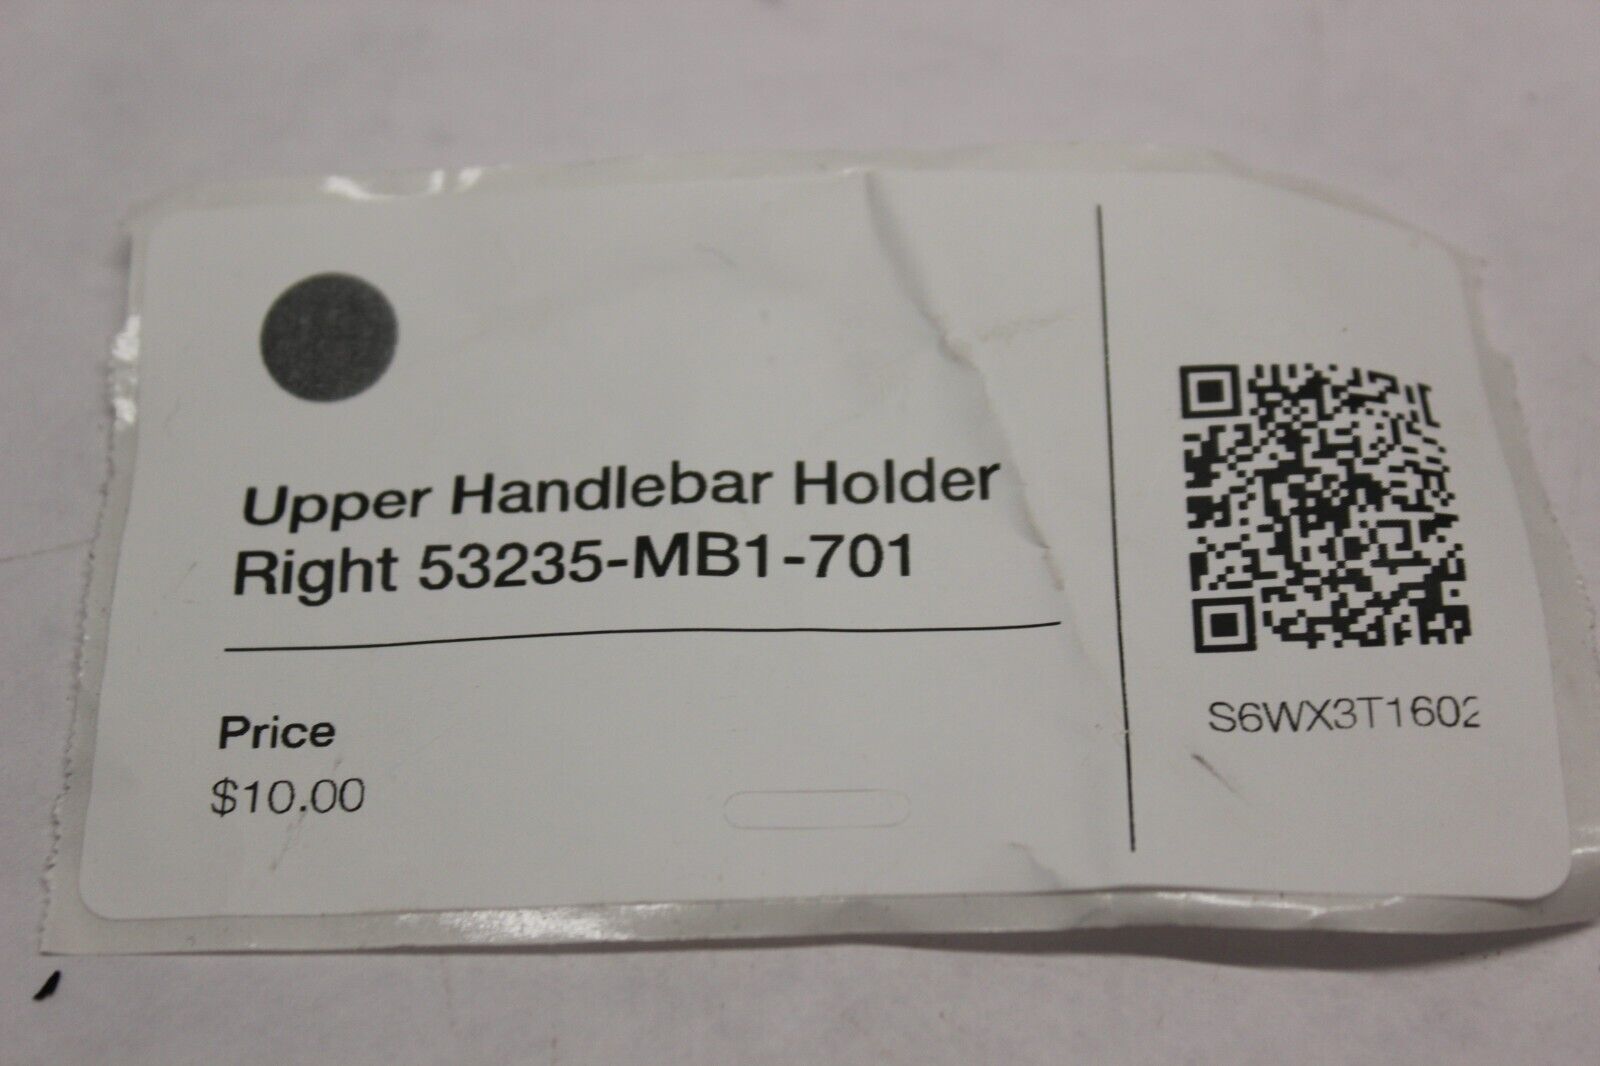 Upper Handlebar Holder
Right 53235-MB1-701
Price
$10.00
S6WX3T1602